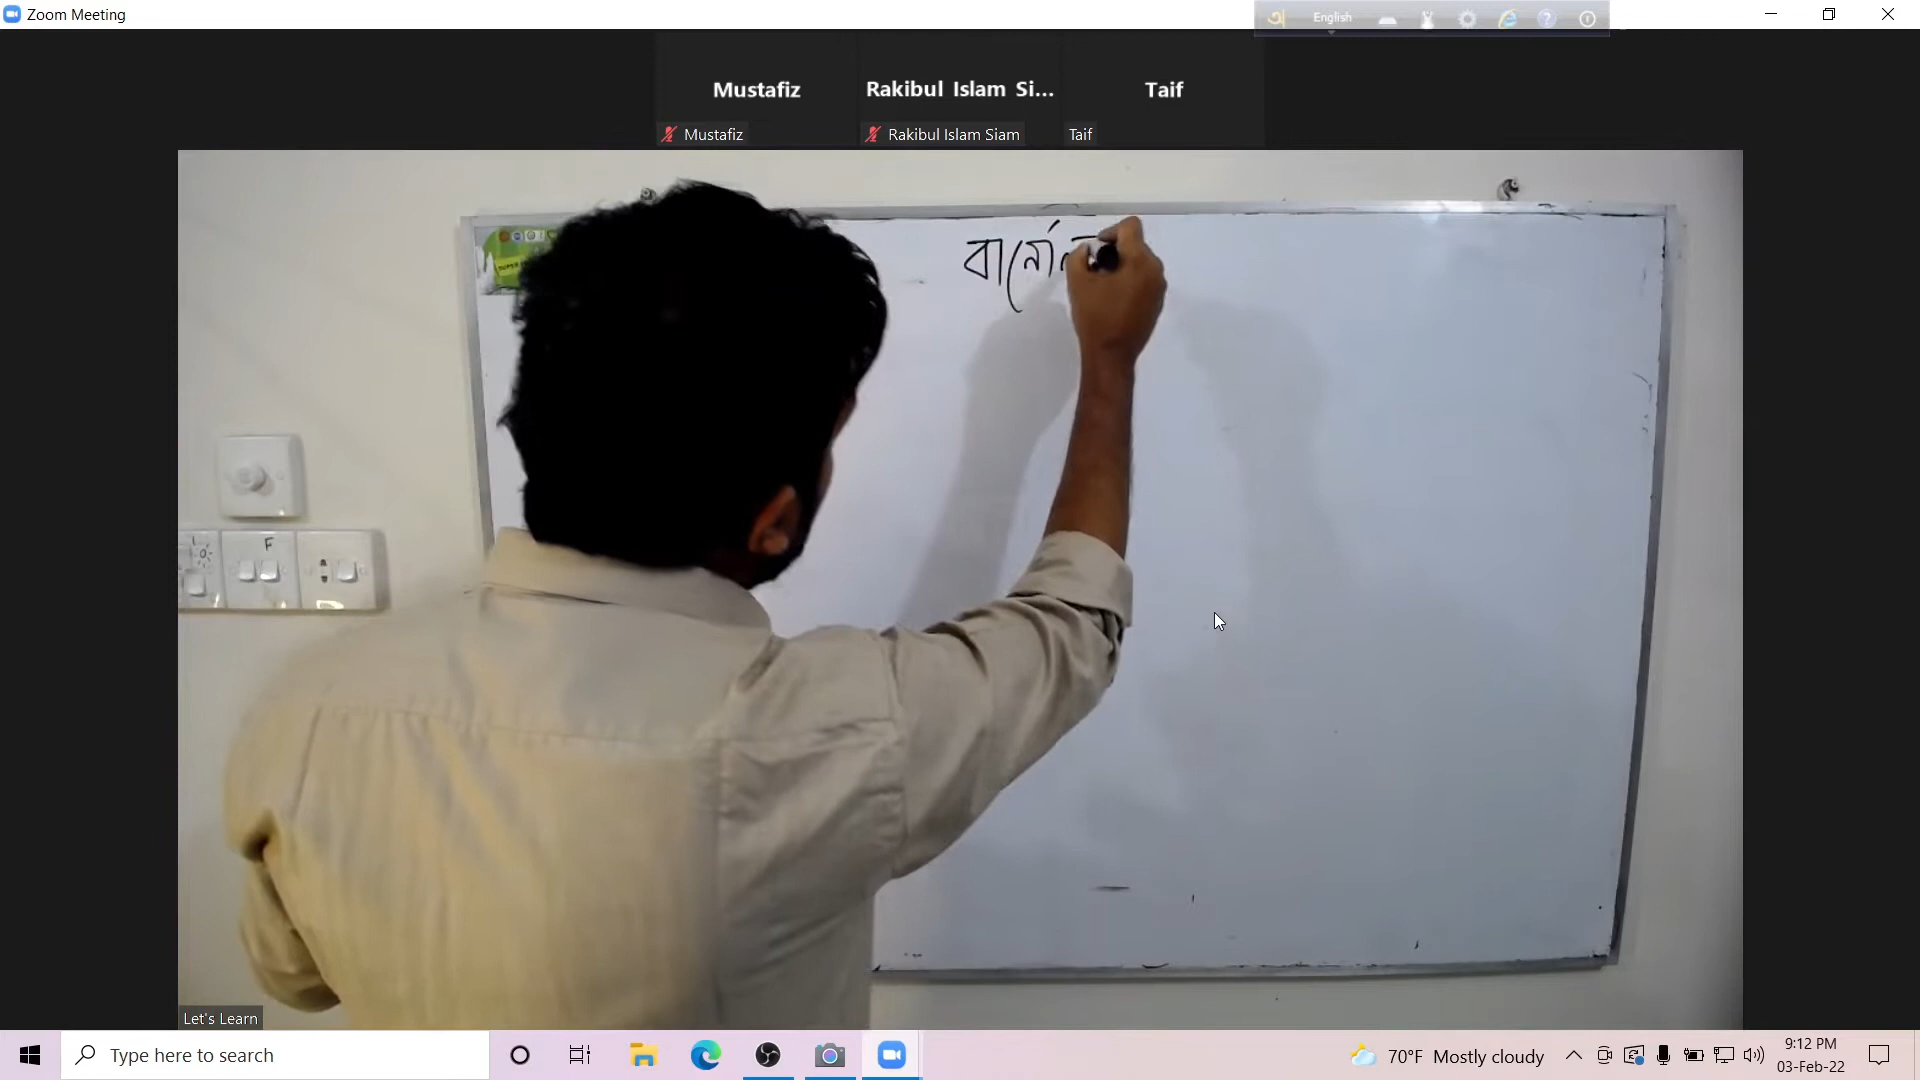 Zoom Meeting
English
Mustafiz
Rakibul Islam Si...
Taif
Mustafiz
Rakibul Islam Siam
Taif
F
Let's Learn
Type here to search
70°F Mostly cloudy
9:12 PM
03-Feb-22